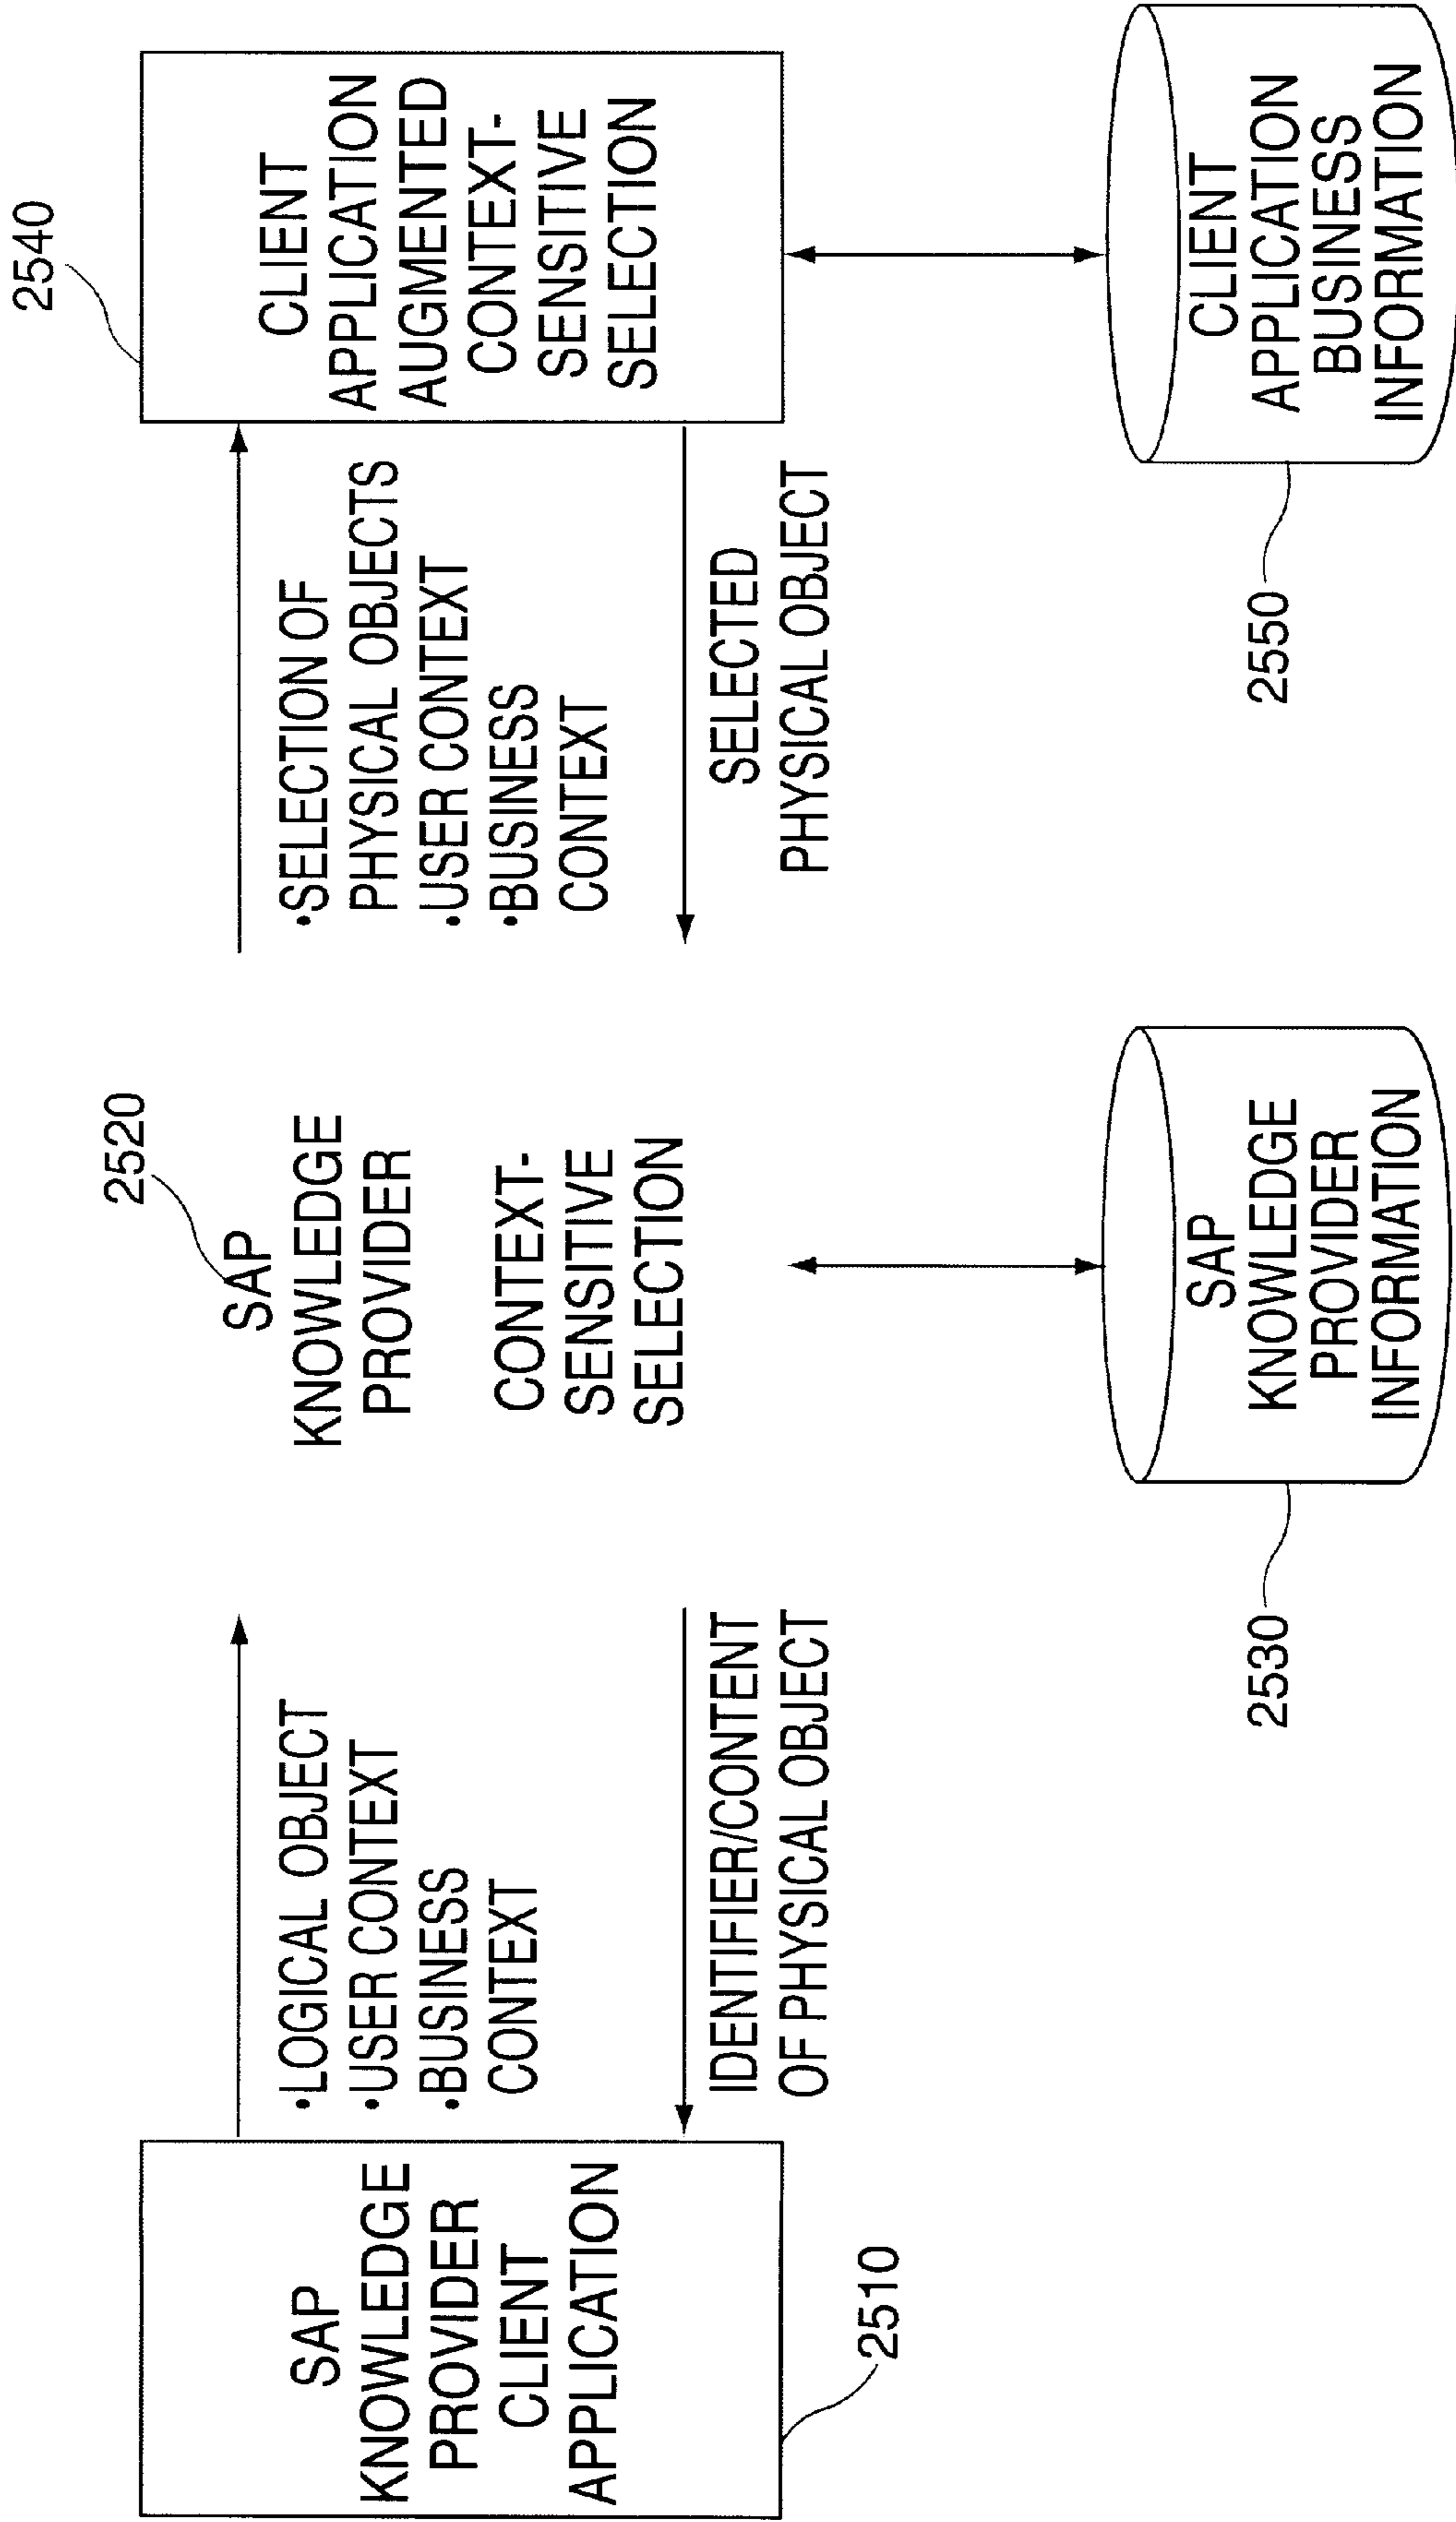 SAP
KNOWLEDGE
PROVIDER
CLIENT
APPLICATION
2510
•LOGICAL OBJECT
•USER CONTEXT
•BUSINESS
CONTEXT
IDENTIFIER/CONTENT
OF PHYSICAL OBJECT
2520
SAP
KNOWLEDGE
PROVIDER
CONTEXT-
SENSITIVE
SELECTION
2530
SAP
KNOWLEDGE
PROVIDER
INFORMATION
•SELECTION OF
PHYSICAL OBJECTS
•USER CONTEXT
•BUSINESS
CONTEXT
SELECTED
PHYSICAL OBJECT
2540
CLIENT
APPLICATION
AUGMENTED
CONTEXT-
SENSITIVE
SELECTION
2550
CLIENT
APPLICATION
BUSINESS
INFORMATION